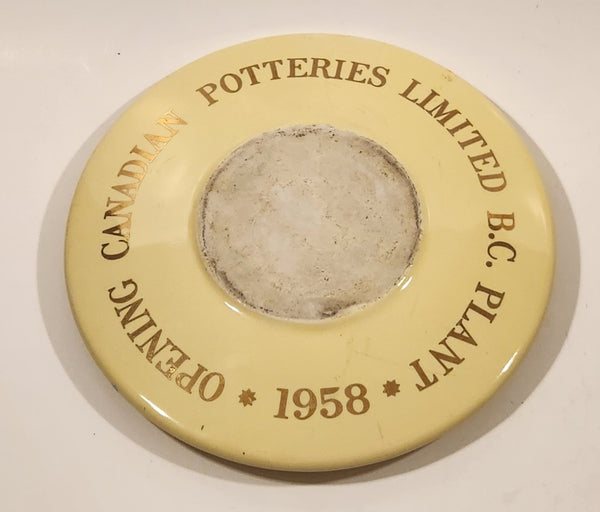 OPENING CANADIAN POTTERIES LIMITED B.C. PLANT
* 1958 *